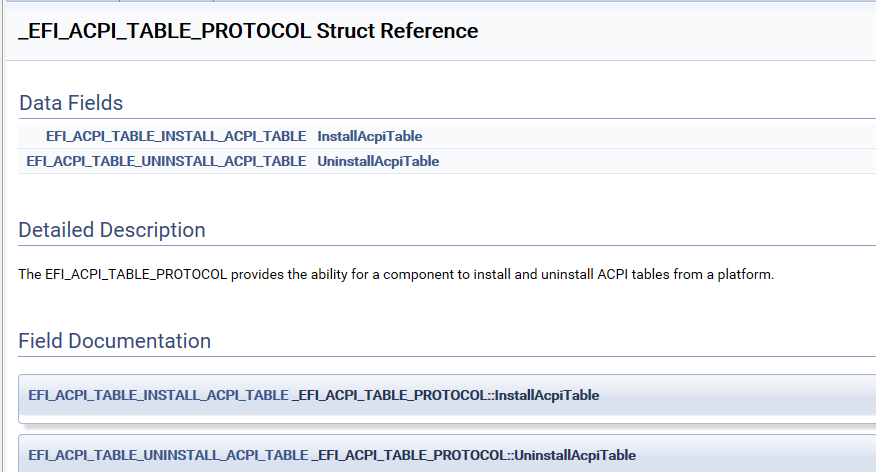 _EFI_ACPI_TABLE_PROTOCOL Struct Reference
Data Fields
EFI_ACPI_TABLE_INSTALL_ACPI_TABLE InstallAcpiTable
EFI_ACPI_TABLE_UNINSTALL_ACPI_TABLE UninstallAcpiTable
Detailed Description
The EFI_ACPI_TABLE_PROTOCOL provides the ability for a component to install and uninstall ACPI tables from a platform.
Field Documentation
EFI_ACPI_TABLE_INSTALL_ACPI_TABLE _EFI_ACPI_TABLE_PROTOCOL::InstallAcpiTable
EFI_ACPI_TABLE_UNINSTALL_ACPI_TABLE _EFI_ACPI_TABLE_PROTOCOL::UninstallAcpiTable